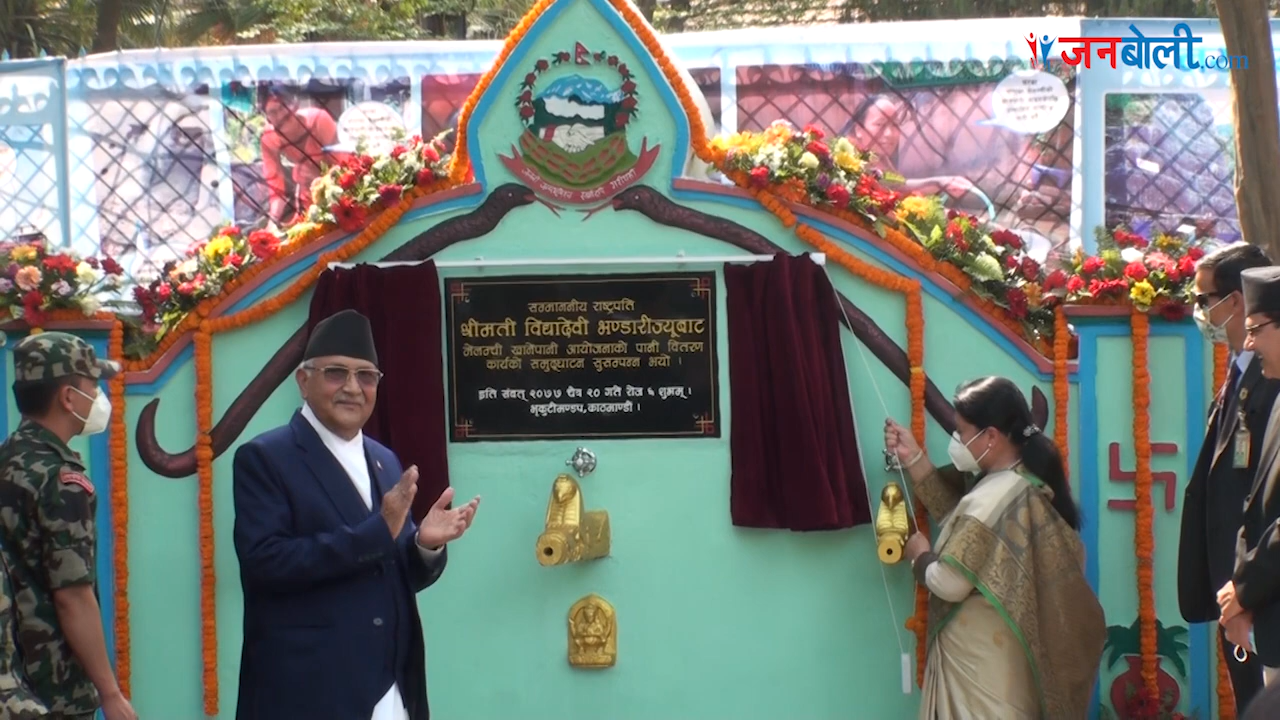 जनबोली.com
सम्माननीय राष्ट्रपति
श्रीमती विद्यादेवी भण्डारीज्यूबाट
मेलम्ची खानेपानी आयोजनाको पानी वितरण
कार्यको समुद्घाटन सुसम्पन्न भयो ।
इति संबत् २०७७ चैत्र २० गते रोज ६ शुभम् ।
भृकुटीमण्डप, काठमाण्डौ ।